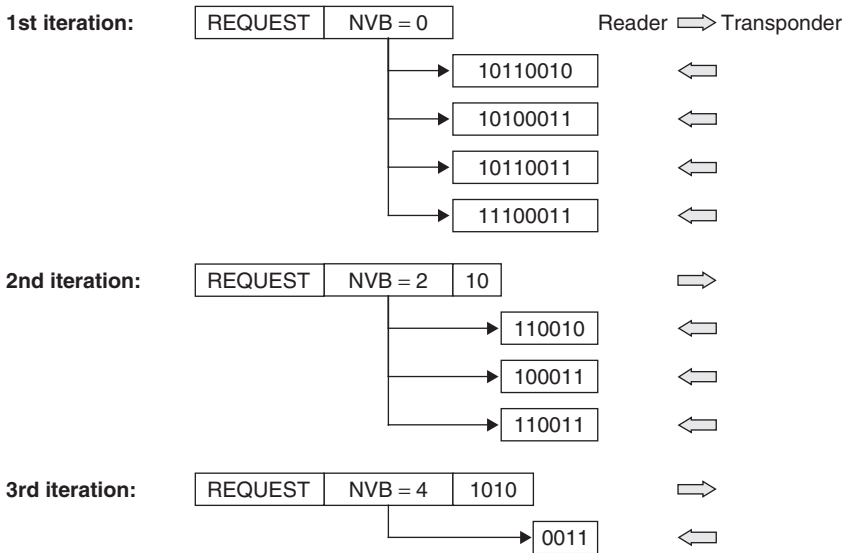 1st iteration: REQUEST NVB = 0 Reader Transponder
10110010
10100011
10110011
11100011
2nd iteration: REQUEST NVB = 2 10
110010
100011
110011
3rd iteration: REQUEST NVB = 4 1010
0011